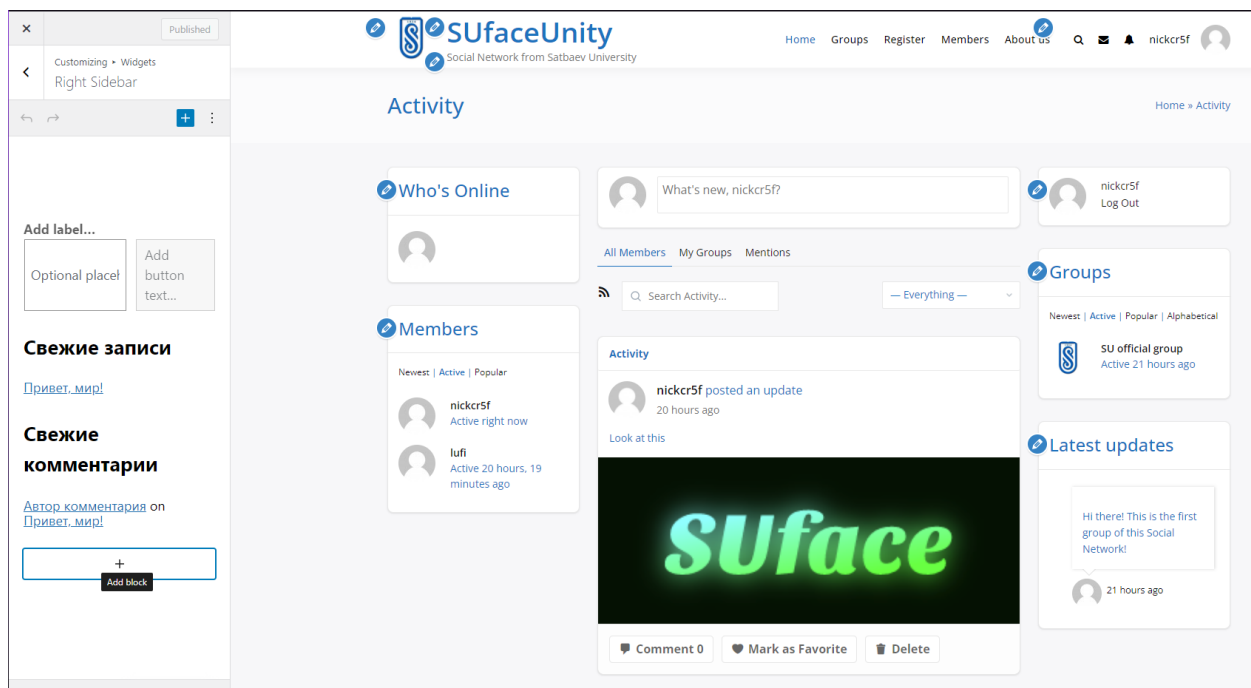 Published
Customizing ▸ Widgets
Right Sidebar
Add label...
Optional placeh
Add
button
text...
Свежие записи
Привет, мир!
Свежие
комментарии
Автор комментария on
Привет, мир!
Add block
SUfaceUnity
Social Network from Satbaev University
Home Groups Register Members About us nickcr5f
Activity
Home » Activity
Who's Online
Members
Newest | Active | Popular
nickcr5f
Active right now
lufi
Active 20 hours, 19
minutes ago
What's new, nickcr5f?
All Members My Groups Mentions
Search Activity...
— Everything —
Activity
nickcr5f posted an update
20 hours ago
Look at this
SUface
Comment 0
Mark as Favorite
Delete
nickcr5f
Log Out
Groups
Newest | Active | Popular | Alphabetical
SU official group
Active 21 hours ago
Latest updates
Hi there! This is the first
group of this Social
Network!
21 hours ago